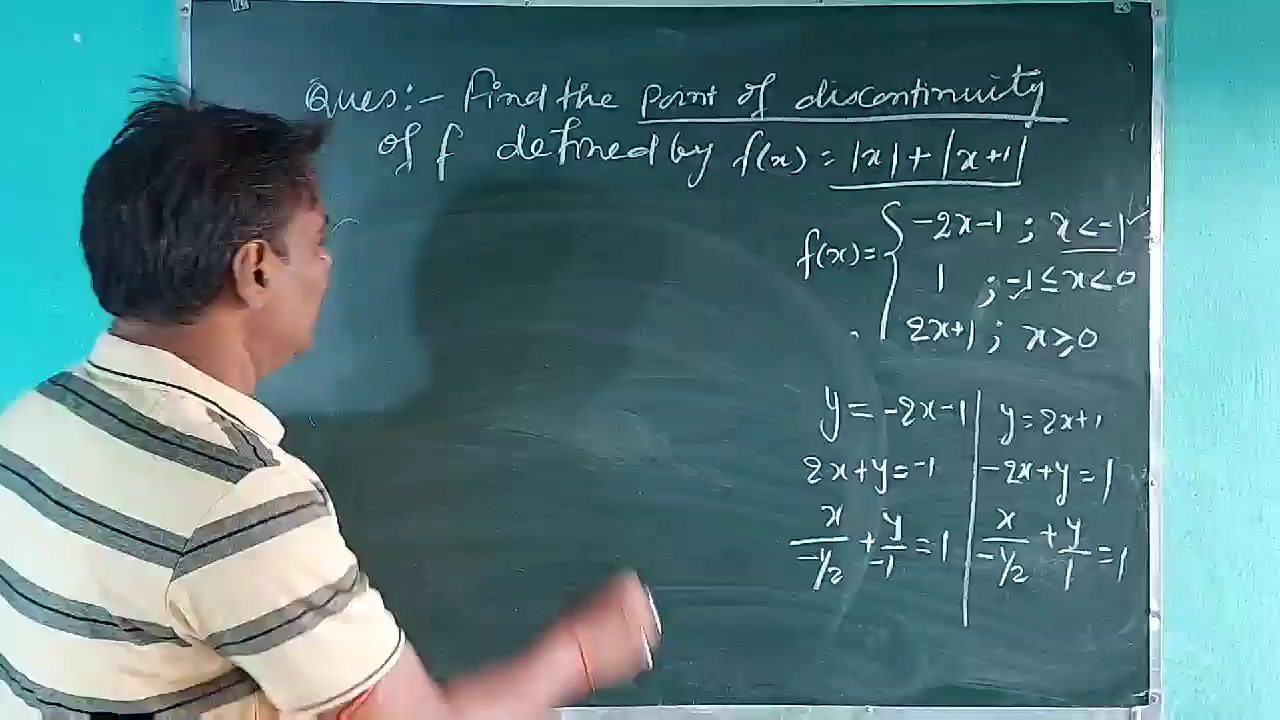 Ques:- Find the point of discontinuity
of f defined by f(x) = |x| + |x+1|
f(x) = { -2x-1 ; x < -1 ✓
1 ; -1 ≤ x < 0
2x+1 ; x ≥ 0
y = -2x-1 | y = 2x+1
2x+y = -1 | -2x+y = 1
x/(-1/2) + y/-1 = 1 | x/(-1/2) + y/1 = 1